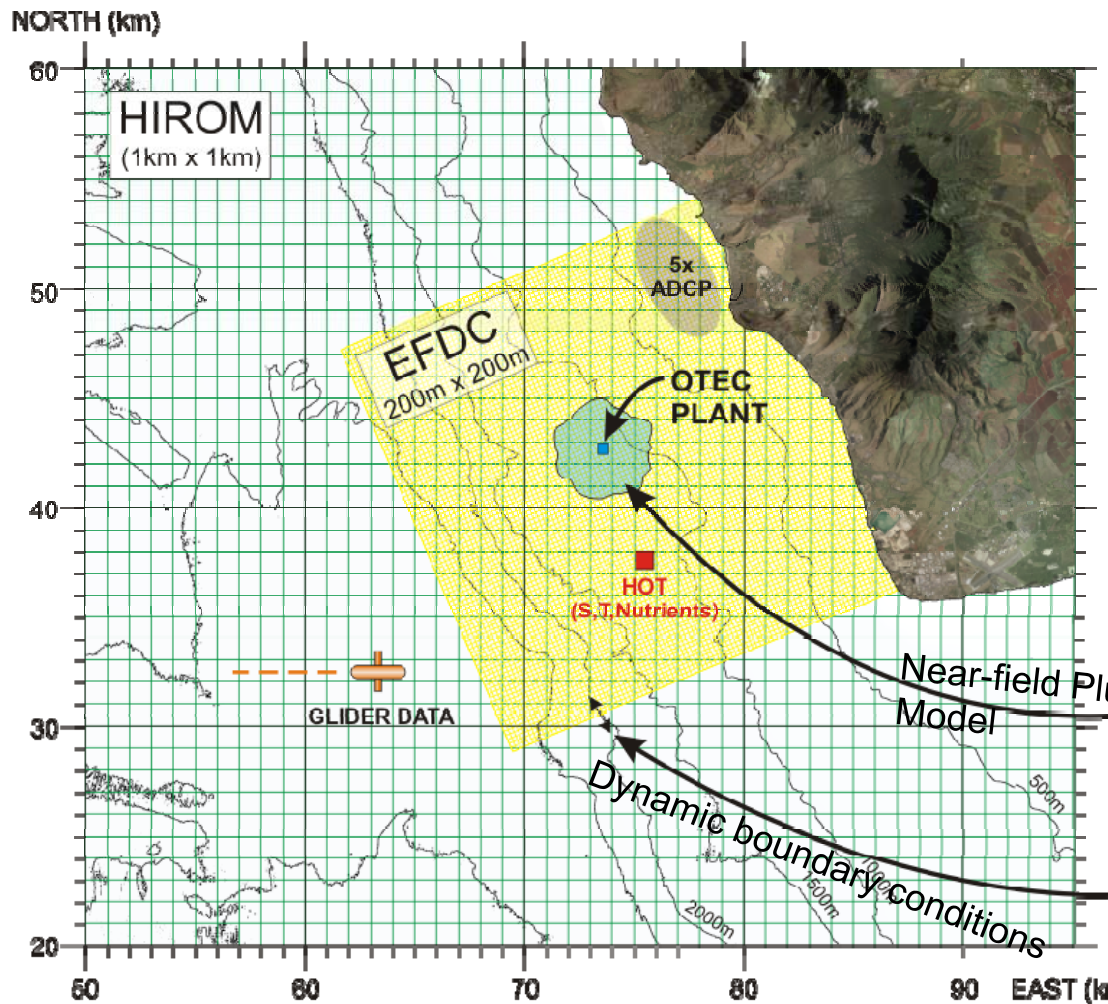 NORTH (km)
60
HIROM
(1km x 1km)
5x
ADCP
50
EFDC
200m x 200m
OTEC
PLANT
40
HOT
(S,T,Nutrients)
Near-field Plu
Model
GLIDER DATA
30
Dynamic boundary conditions
500m
1000m
1500m
2000m
20
50
60
70
80
90
EAST (k